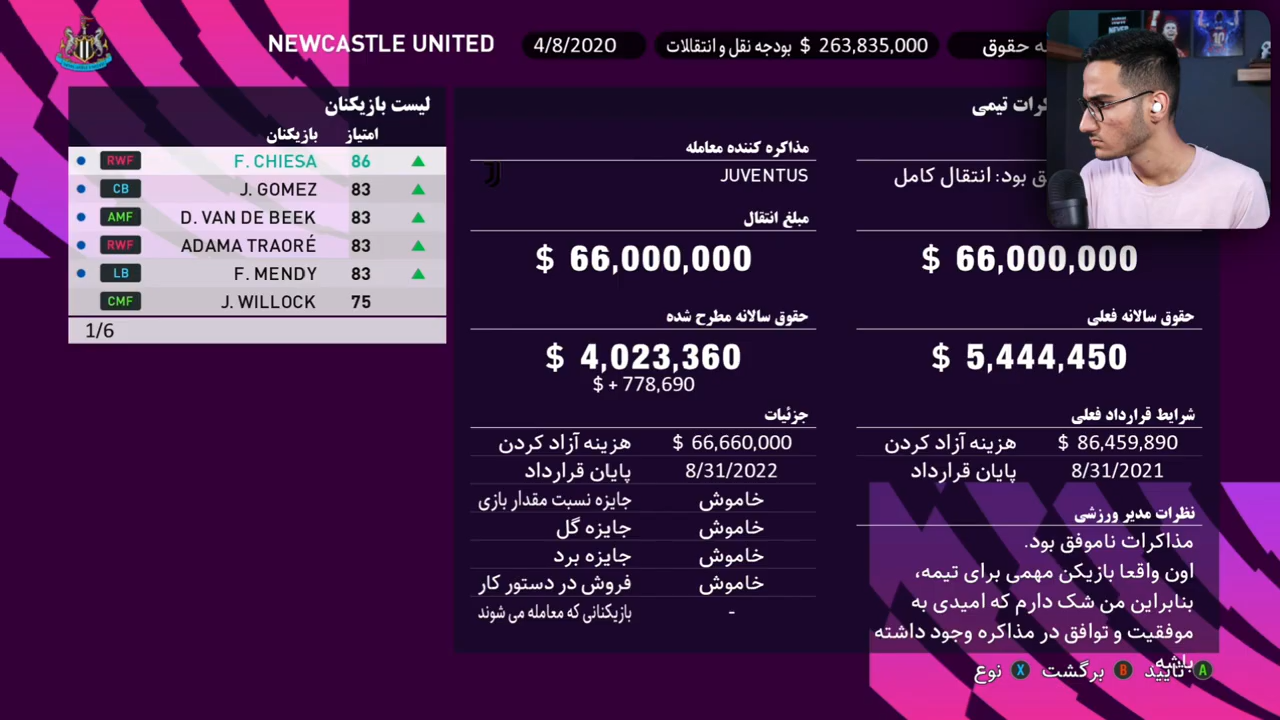 NEWCASTLE UNITED
4/8/2020
بودجه نقل و انتقالات $ 263,835,000
حقوق
لیست بازیکنان
بازیکنان امتیاز
RWF F. CHIESA 86
CB J. GOMEZ 83
AMF D. VAN DE BEEK 83
RWF ADAMA TRAORÉ 83
LB F. MENDY 83
CMF J. WILLOCK 75
1/6
تیمی
مذاکره کننده معامله
JUVENTUS
بود: انتقال کامل
مبلغ انتقال
$ 66,000,000
$ 66,000,000
حقوق سالانه مطرح شده
$ 4,023,360
$ + 778,690
حقوق سالانه فعلی
$ 5,444,450
جزئیات
هزینه آزاد کردن $ 66,660,000
پایان قرارداد 8/31/2022
جایزه نسبت مقدار بازی خاموش
جایزه گل خاموش
جایزه برد خاموش
فروش در دستور کار خاموش
بازیکنانی که معامله می شوند -
شرایط قرارداد فعلی
هزینه آزاد کردن $ 86,459,890
پایان قرارداد 8/31/2021
نظرات مدیر ورزشی
مذاکرات ناموفق بود.
اون واقعا بازیکن مهمی برای تیمه،
بنابراین من شک دارم که امیدی به
موفقیت و توافق در مذاکره وجود داشته
باشه
A تایید B برگشت X نوع